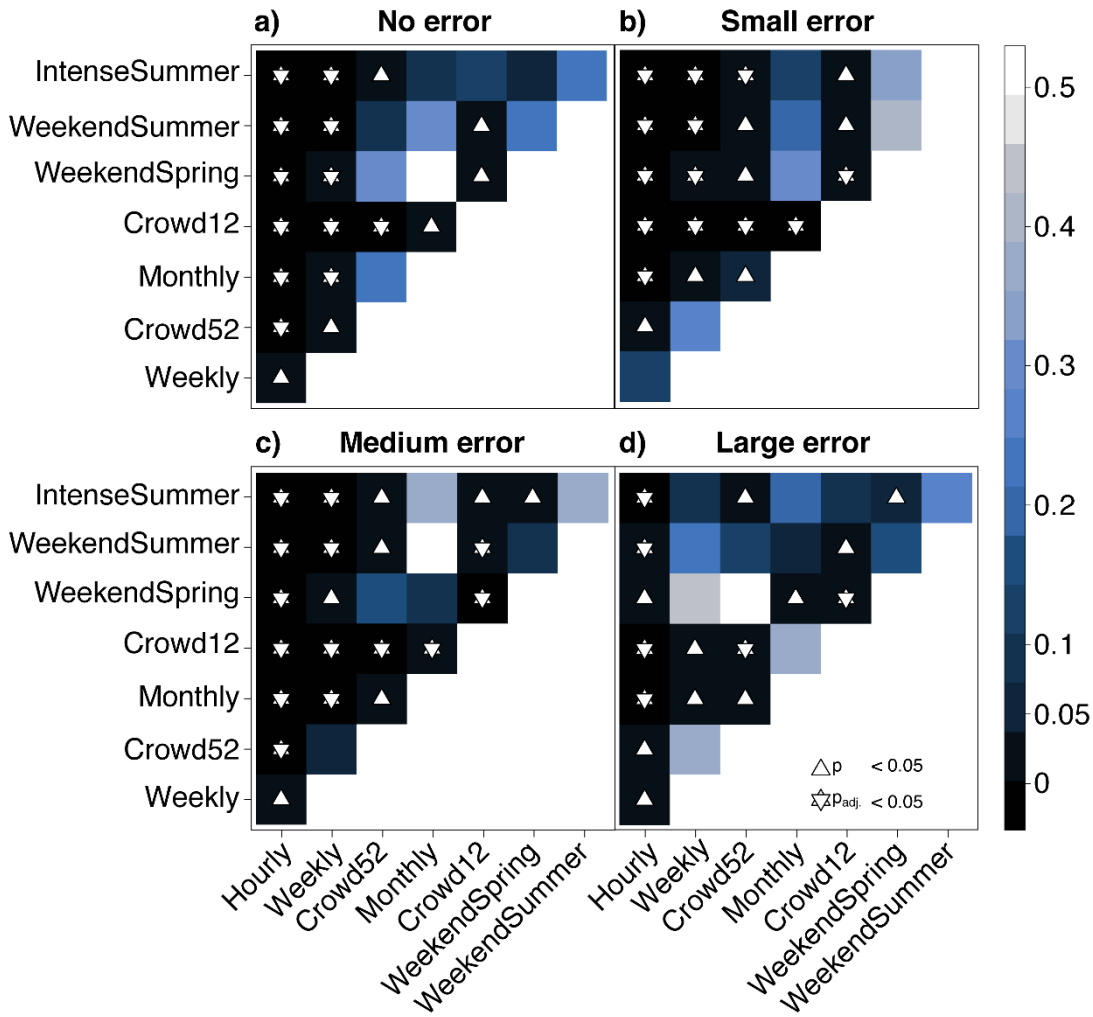 a) No error
b) Small error
IntenseSummer
WeekendSummer
WeekendSpring
Crowd12
Monthly
Crowd52
Weekly
c) Medium error
d) Large error
IntenseSummer
WeekendSummer
WeekendSpring
Crowd12
Monthly
Crowd52
Weekly
p < 0.05
padj. < 0.05
Hourly
Weekly
Crowd52
Monthly
Crowd12
WeekendSpring
WeekendSummer
Hourly
Weekly
Crowd52
Monthly
Crowd12
WeekendSpring
WeekendSummer
0.5
0.4
0.3
0.2
0.1
0.05
0